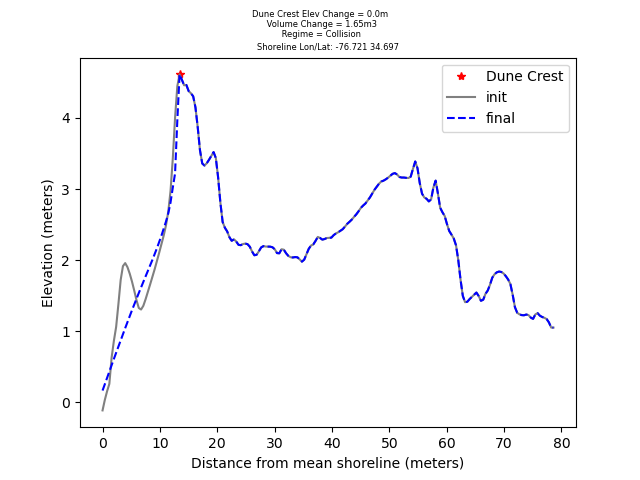 Dune Crest Elev Change = 0.0m
Volume Change = 1.65m3
Regime = Collision
Shoreline Lon/Lat: -76.721 34.697
Dune Crest
init
final
4
3
2
1
0
Elevation (meters)
0 10 20 30 40 50 60 70 80
Distance from mean shoreline (meters)